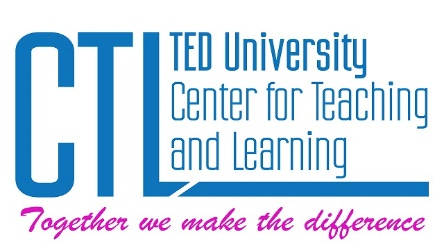 CTL
TED University
Center for Teaching
and Learning
Together we make the difference